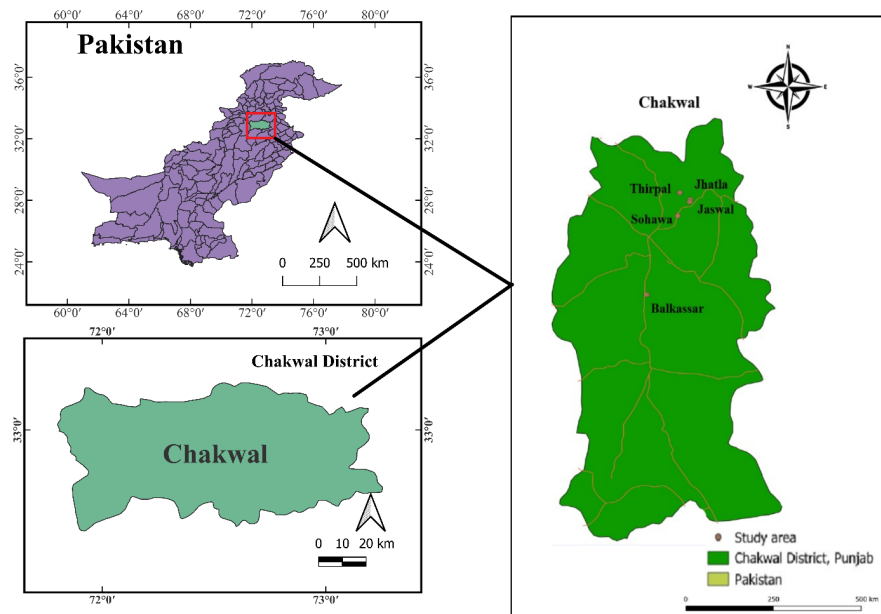 60°0′ 64°0′ 68°0′ 72°0′ 76°0′ 80°0′
Pakistan
36°0′ 36°0′
32°0′ 32°0′
28°0′ 28°0′
24°0′ 24°0′
0 250 500 km
60°0′ 64°0′ 68°0′ 72°0′ 76°0′ 80°0′
72°0′ 73°0′
Chakwal District
33°0′ 33°0′
Chakwal
0 10 20 km
72°0′ 73°0′
N
W E
S
Chakwal
Thirpal
Jhatla
Jaswal
Sohawa
Balkassar
Study area
Chakwal District, Punjab
Pakistan
0 250 500 km